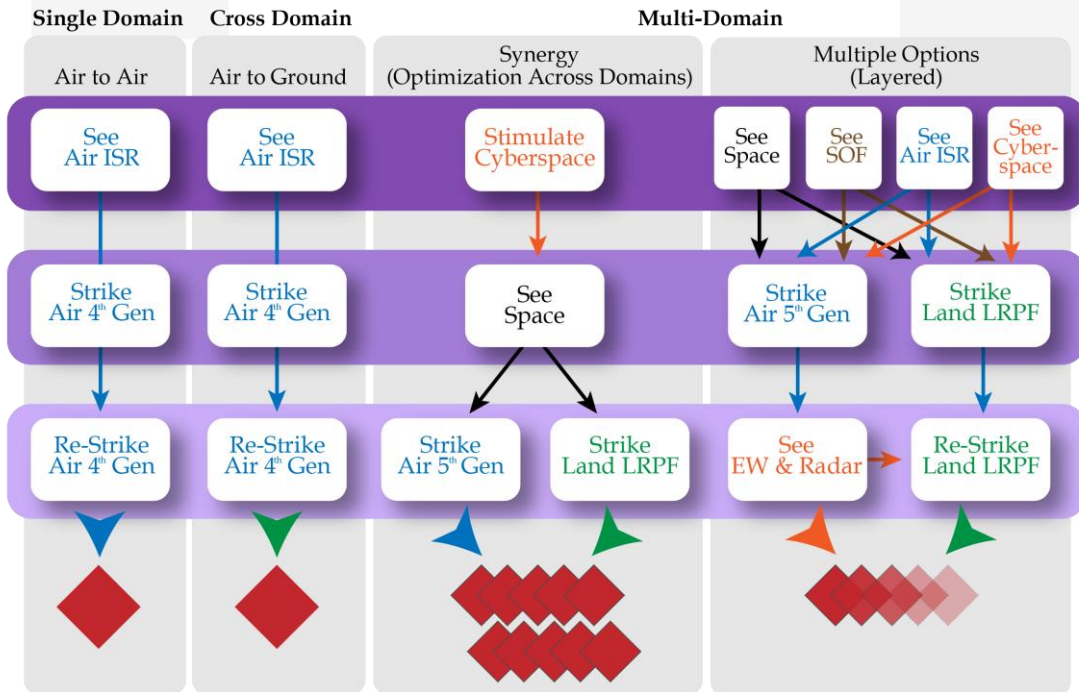 Single Domain
Cross Domain
Multi-Domain
Air to Air
Air to Ground
Synergy
(Optimization Across Domains)
Multiple Options
(Layered)
See
Air ISR
See
Air ISR
Stimulate
Cyberspace
See
Space
See
SOF
See
Air ISR
See
Cyber-
space
Strike
Air 4th Gen
Strike
Air 4th Gen
See
Space
Strike
Air 5th Gen
Strike
Land LRPF
Re-Strike
Air 4th Gen
Re-Strike
Air 4th Gen
Strike
Air 5th Gen
Strike
Land LRPF
See
EW & Radar
Re-Strike
Land LRPF